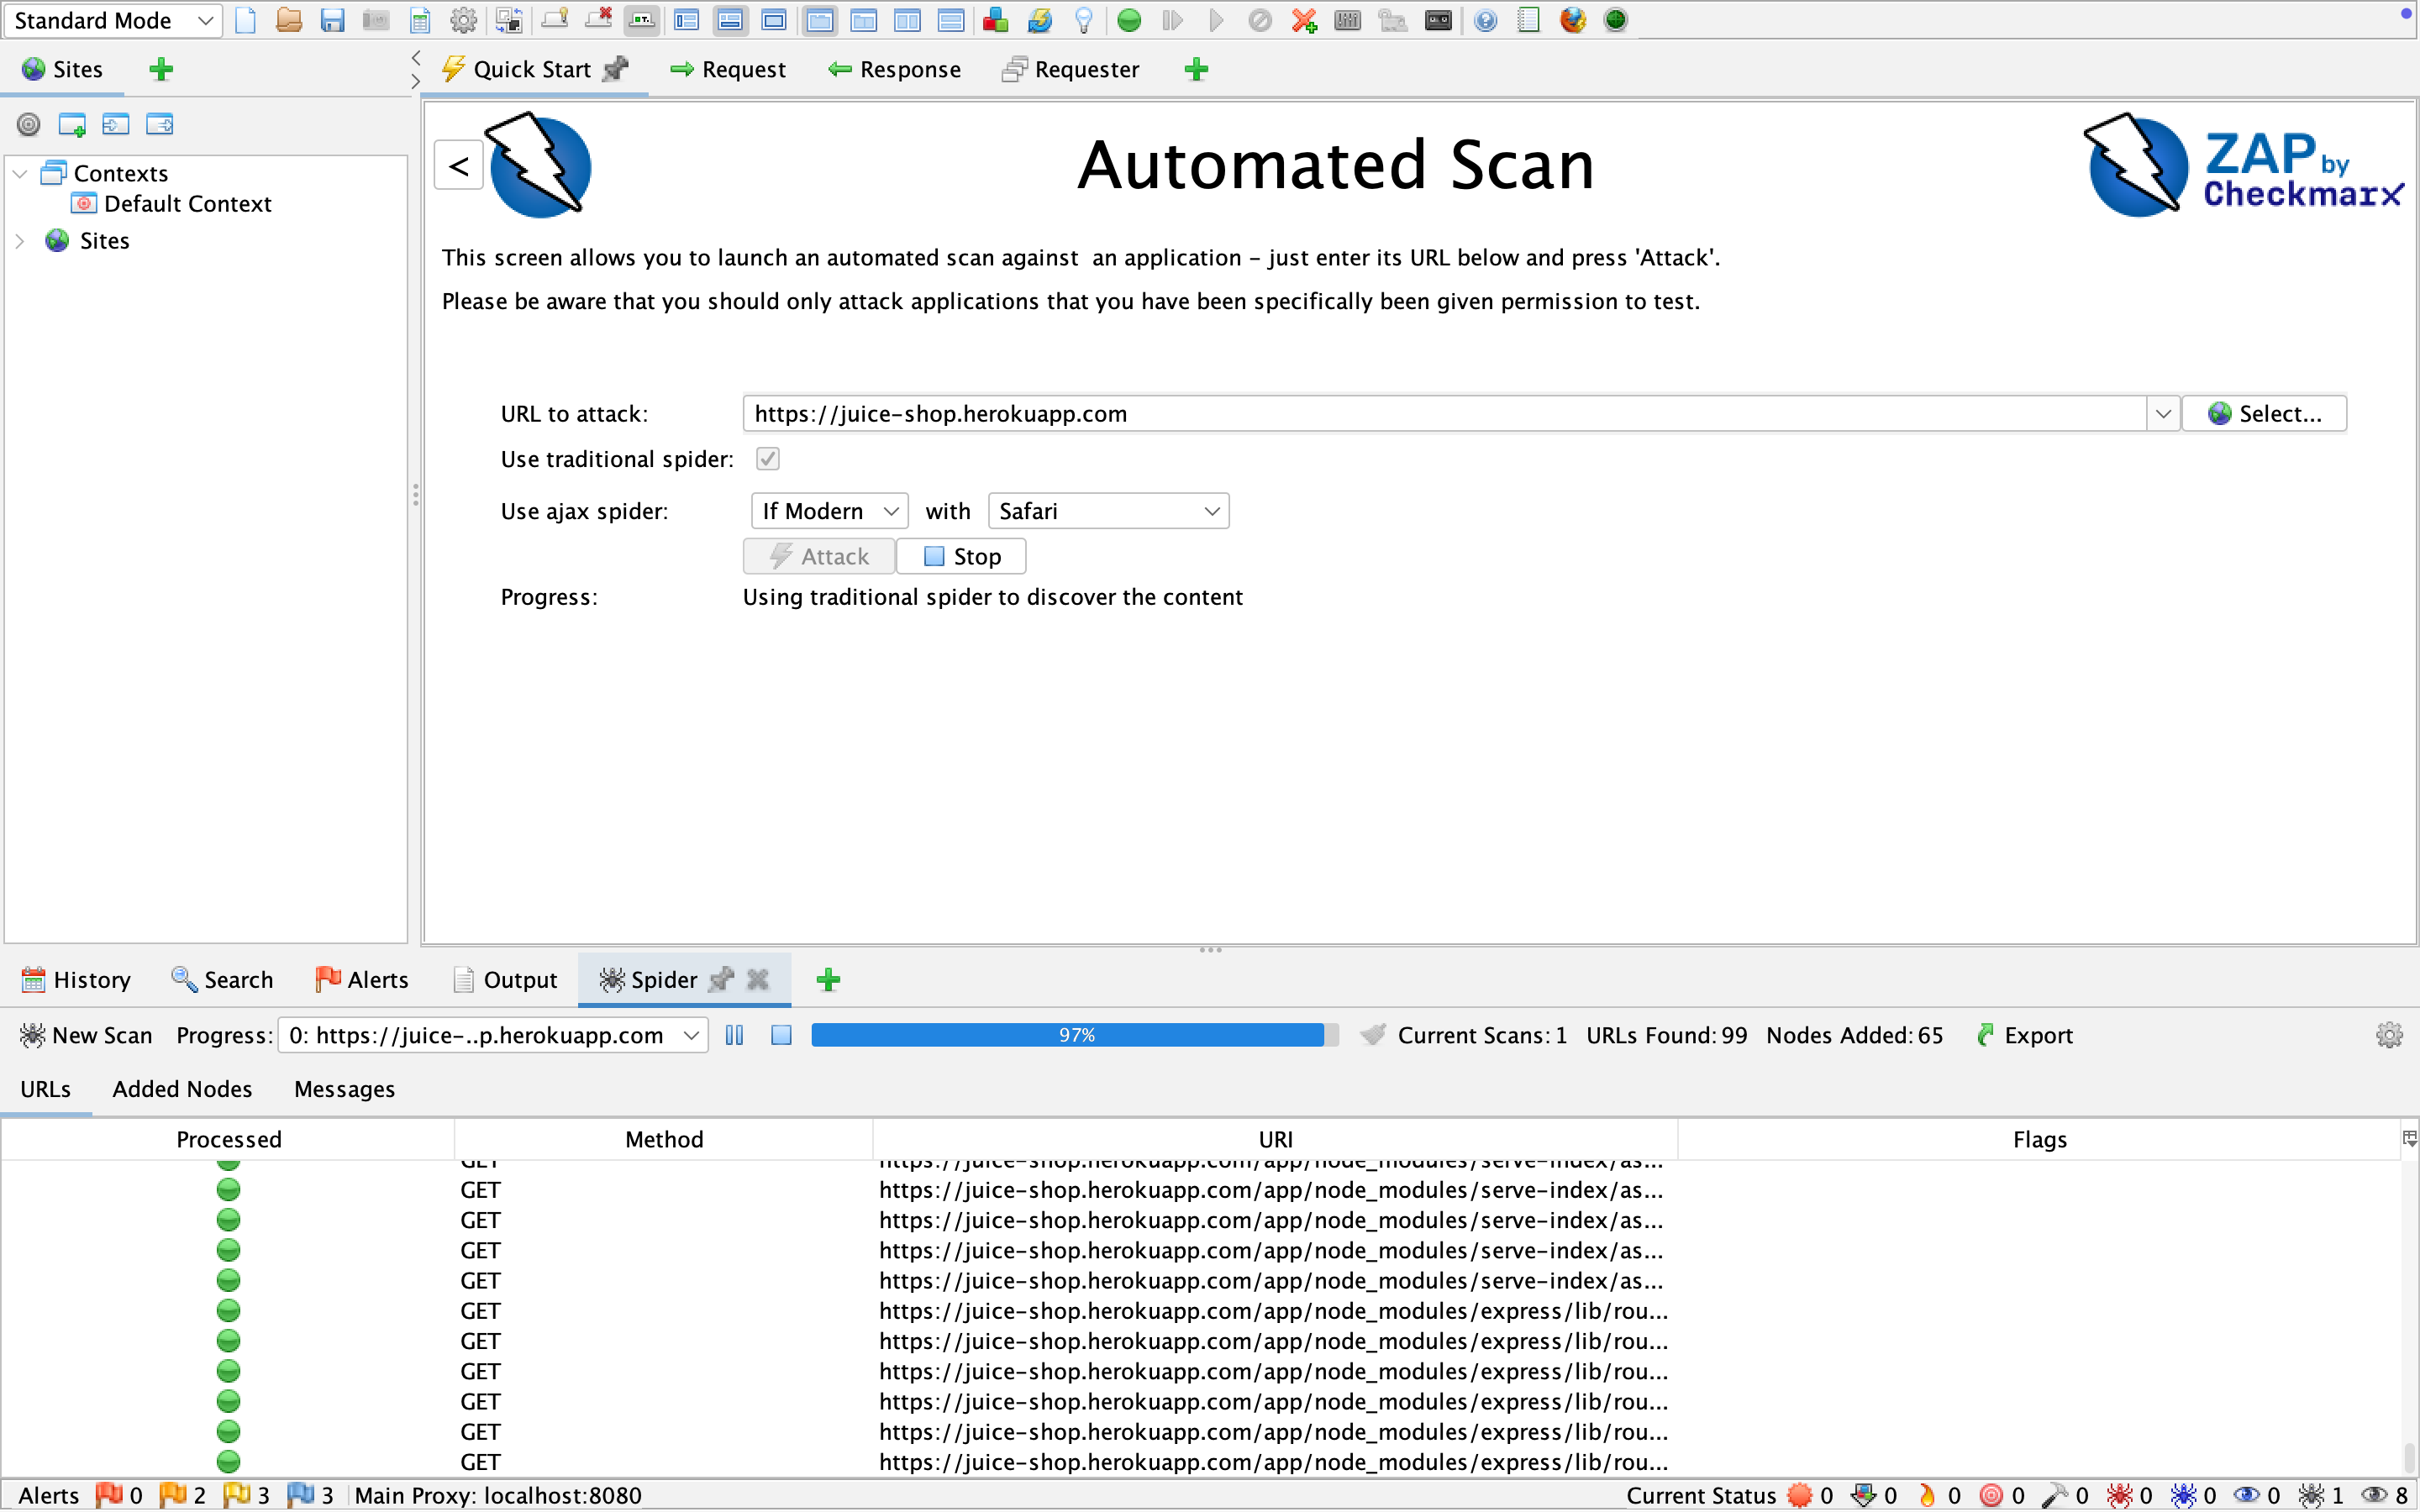 Standard Mode
Sites
Quick Start
Request
Response
Requester
Contexts
Default Context
Sites
<
Automated Scan
ZAP by
Checkmarx
This screen allows you to launch an automated scan against  an application – just enter its URL below and press 'Attack'.
Please be aware that you should only attack applications that you have been specifically been given permission to test.
URL to attack: https://juice-shop.herokuapp.com Select...
Use traditional spider:
Use ajax spider: If Modern with Safari
Attack Stop
Progress: Using traditional spider to discover the content
History Search Alerts Output Spider
New Scan Progress: 0: https://juice-..p.herokuapp.com 97% Current Scans: 1 URLs Found: 99 Nodes Added: 65 Export
URLs Added Nodes Messages
Processed Method URI Flags
GET https://juice-shop.herokuapp.com/app/node_modules/serve-index/as...
GET https://juice-shop.herokuapp.com/app/node_modules/serve-index/as...
GET https://juice-shop.herokuapp.com/app/node_modules/serve-index/as...
GET https://juice-shop.herokuapp.com/app/node_modules/serve-index/as...
GET https://juice-shop.herokuapp.com/app/node_modules/serve-index/as...
GET https://juice-shop.herokuapp.com/app/node_modules/express/lib/rou...
GET https://juice-shop.herokuapp.com/app/node_modules/express/lib/rou...
GET https://juice-shop.herokuapp.com/app/node_modules/express/lib/rou...
GET https://juice-shop.herokuapp.com/app/node_modules/express/lib/rou...
GET https://juice-shop.herokuapp.com/app/node_modules/express/lib/rou...
GET https://juice-shop.herokuapp.com/app/node_modules/express/lib/rou...
Alerts 0 2 3 3 Main Proxy: localhost:8080 Current Status 0 0 0 0 0 0 0 0 1 8